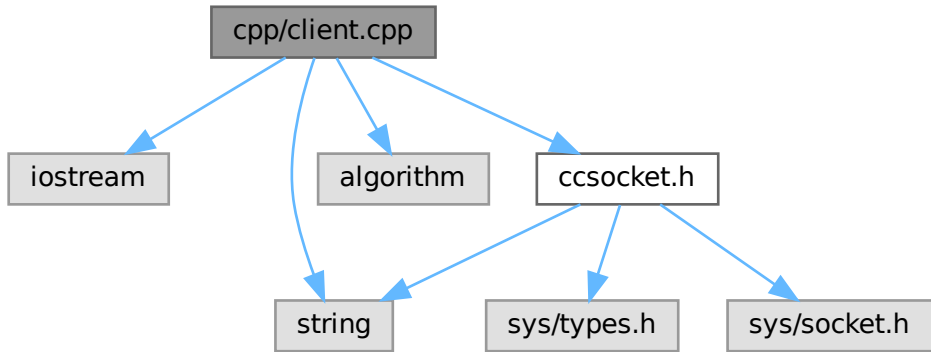 cpp/client.cpp
iostream
algorithm
ccsocket.h
string
sys/types.h
sys/socket.h